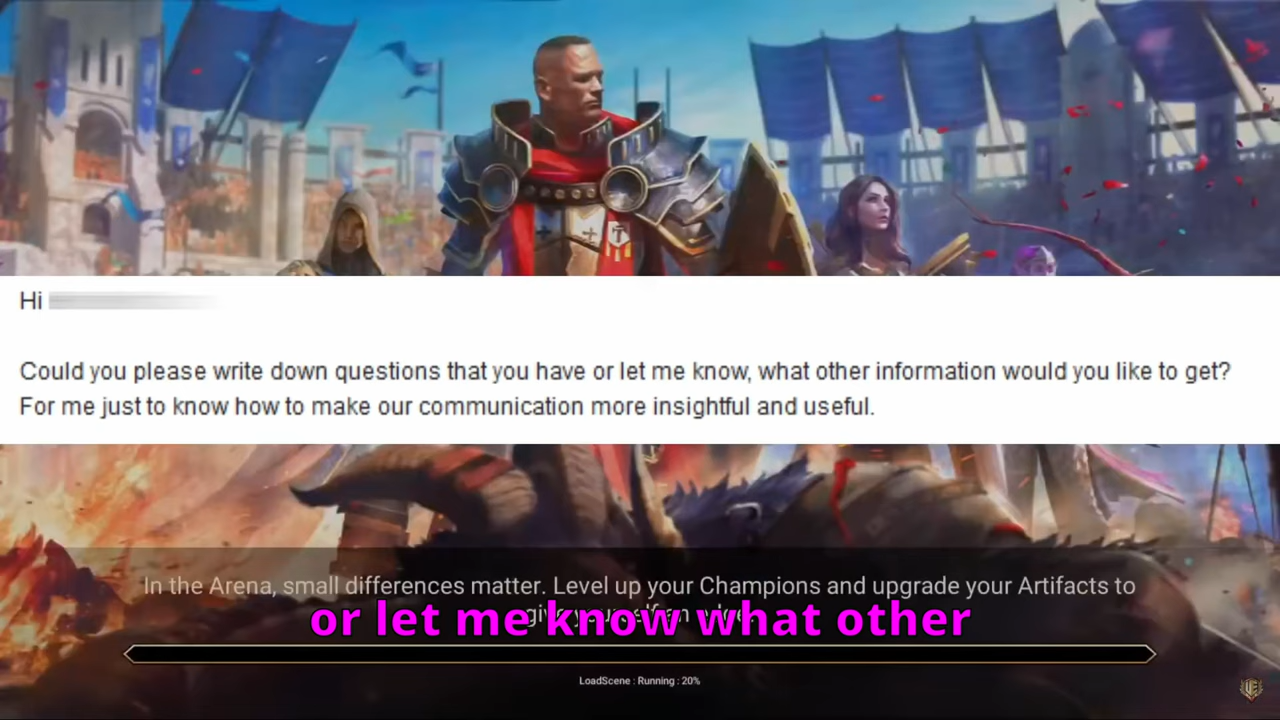 Hi
Could you please write down questions that you have or let me know, what other information would you like to get?
For me just to know how to make our communication more insightful and useful.
In the Arena, small differences matter. Level up your Champions and upgrade your Artifacts to
or let me know what other
LoadScene : Running : 20%